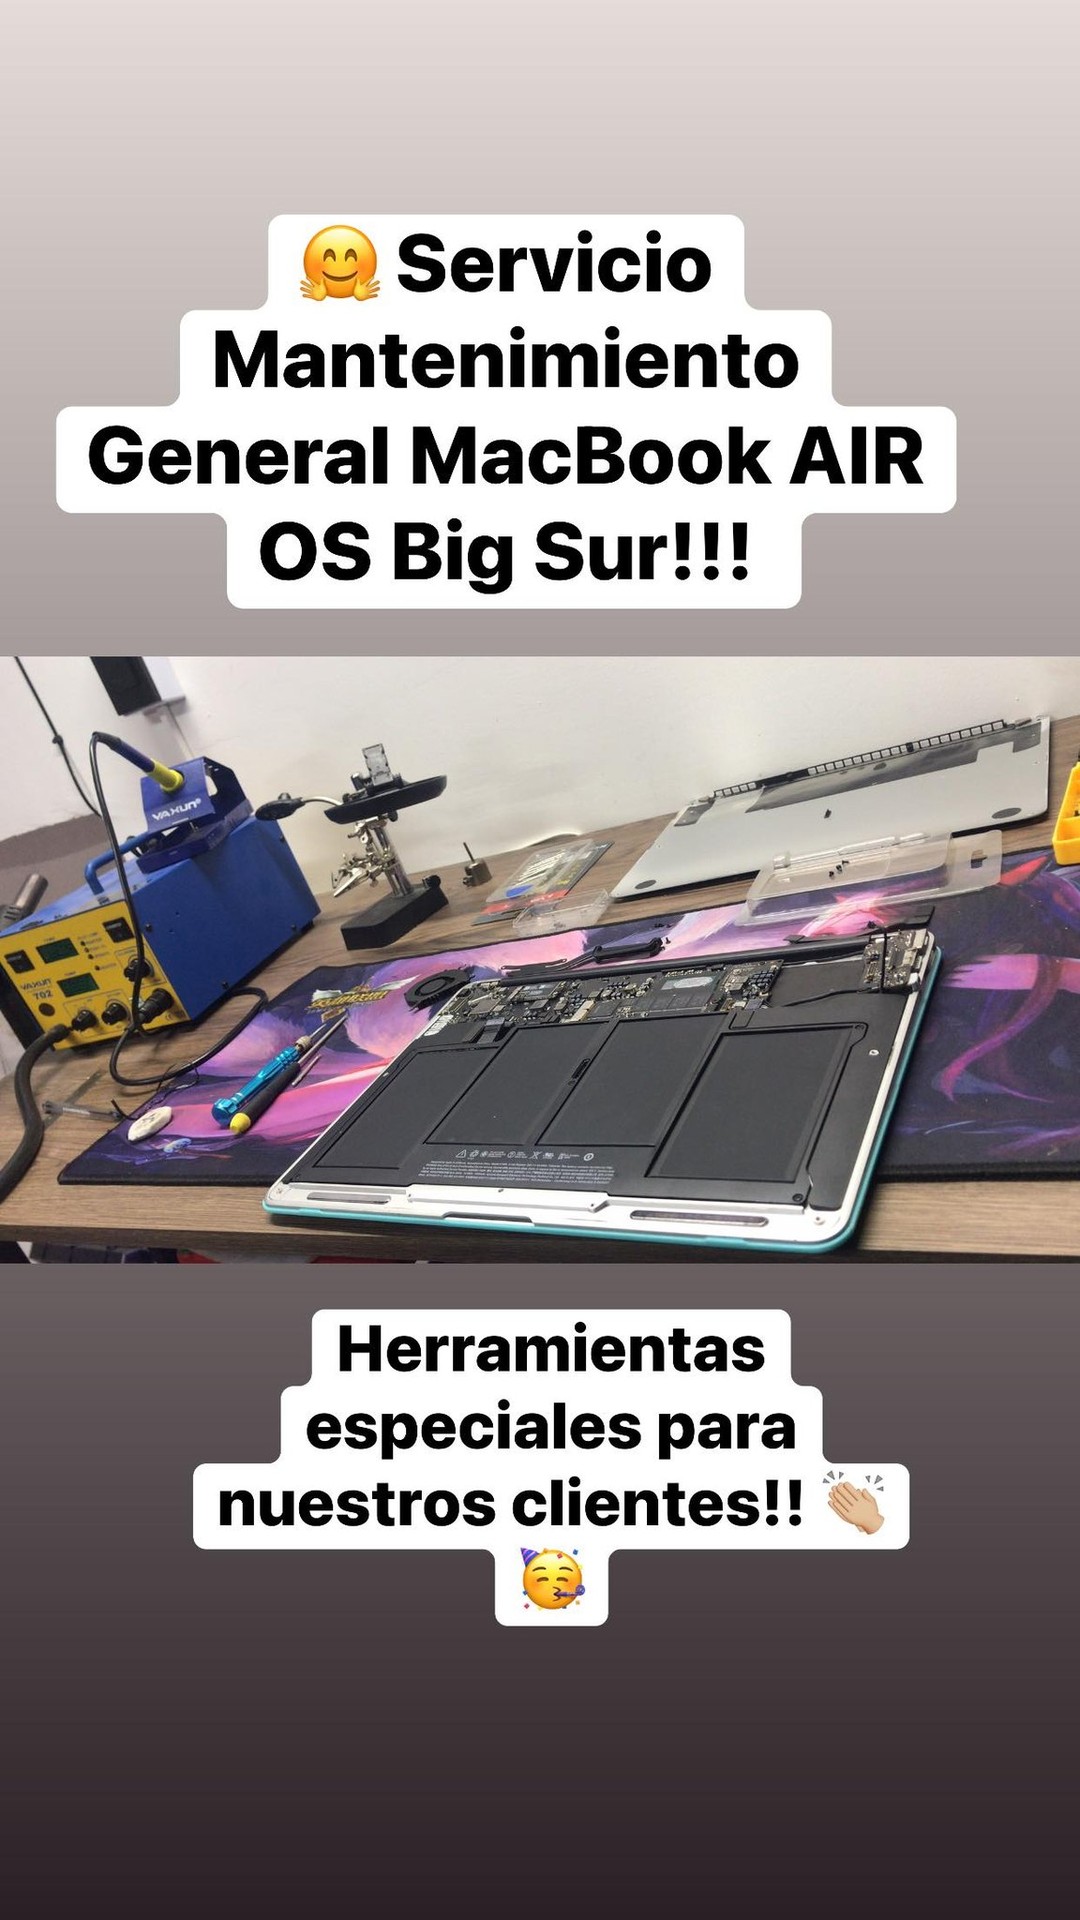 🤗 Servicio
Mantenimiento
General MacBook AIR
OS Big Sur!!!
YAXUN®
YAXUN
702
Herramientas
especiales para
nuestros clientes!! 👏🏼
🥳